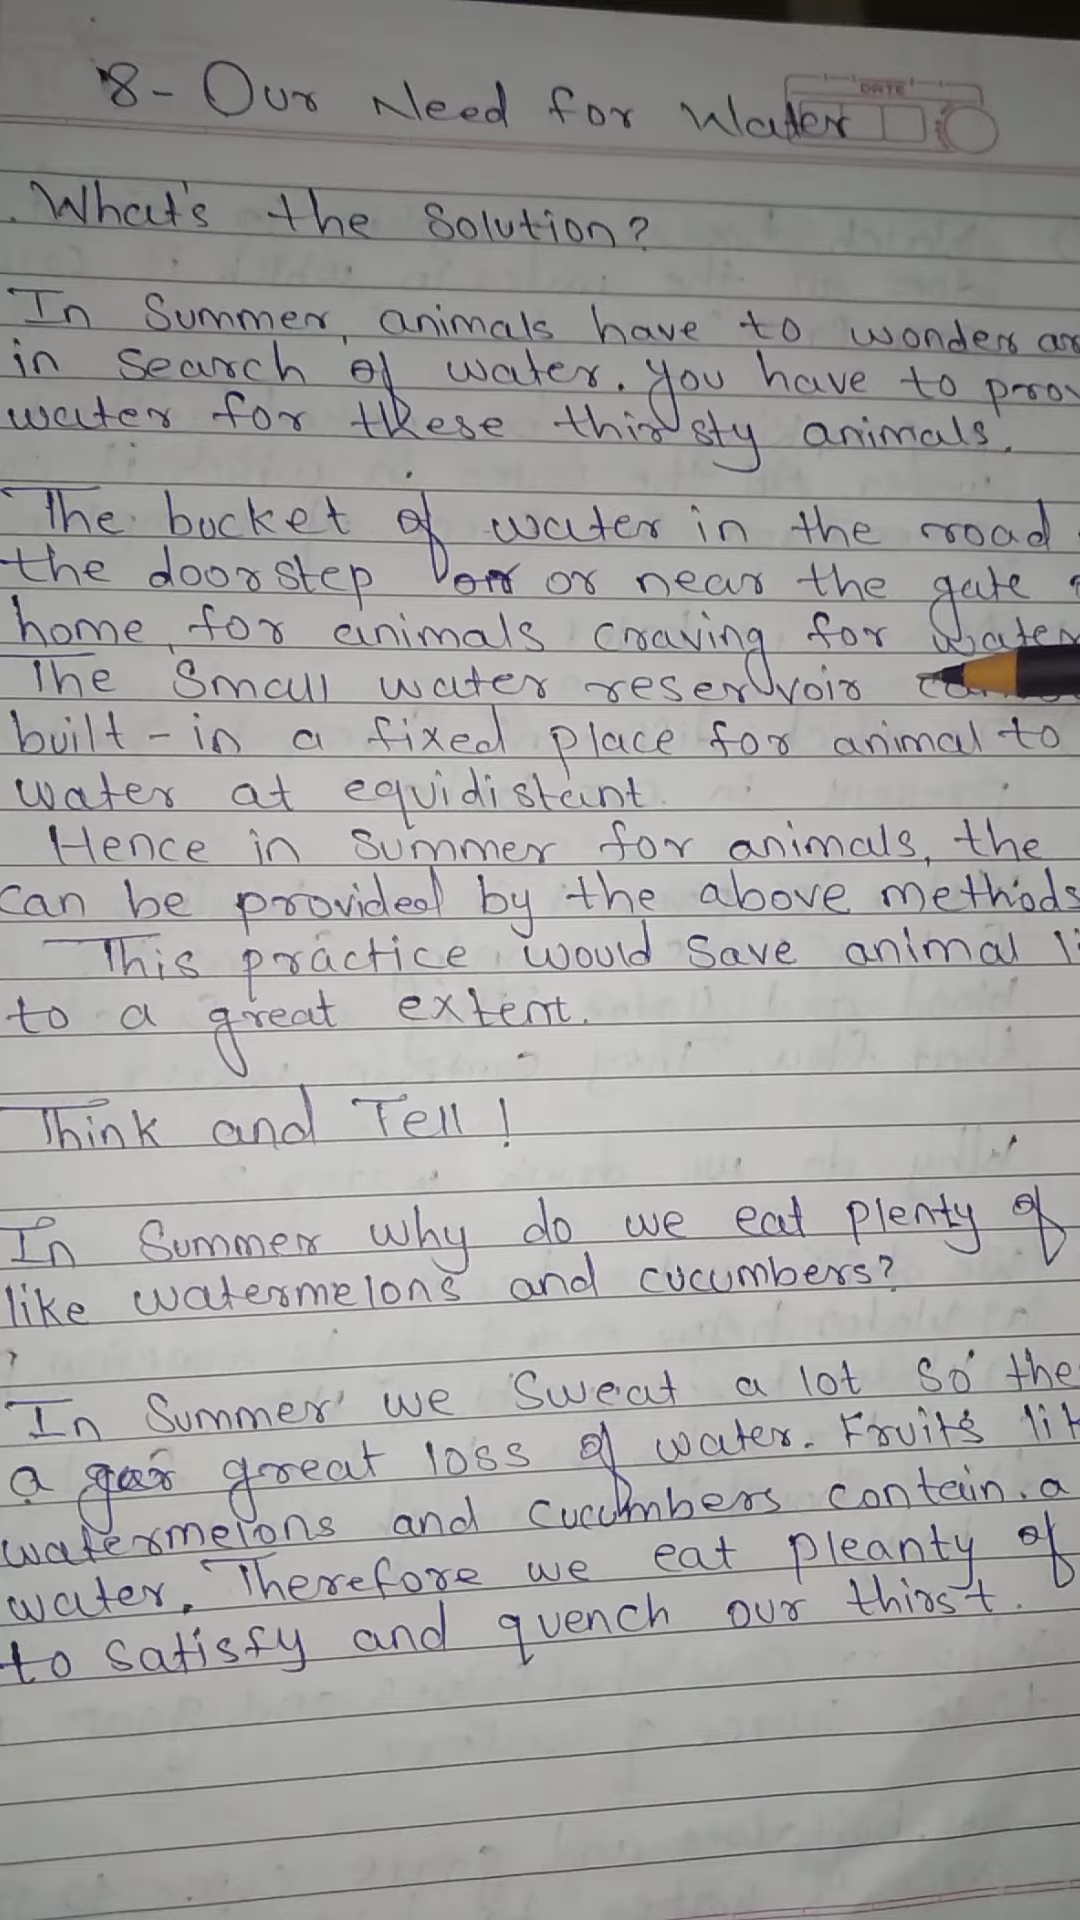 8- Our Need for Water
DATE
What's the Solution?
In Summer, animals have to wonder
in search of water. You have to
water for these thirsty animals.
The bucket of water in the road
the doorstep or near the gate
home, for animals craving for water
The Small water reservoir
built-in a fixed place for animal to
water at equidistant.
Hence in Summer for animals, the
can be provided by the above methods
This practice would Save animal
to a great extent.
Think and Tell!
In Summer why do we eat plenty of
like watermelons and cucumbers?
In Summer we Sweat a lot So the
a great loss of water. Fruits
watermelons and cucumbers contain a
water. Therefore we eat pleanty of
to Satisfy and quench our thirst.